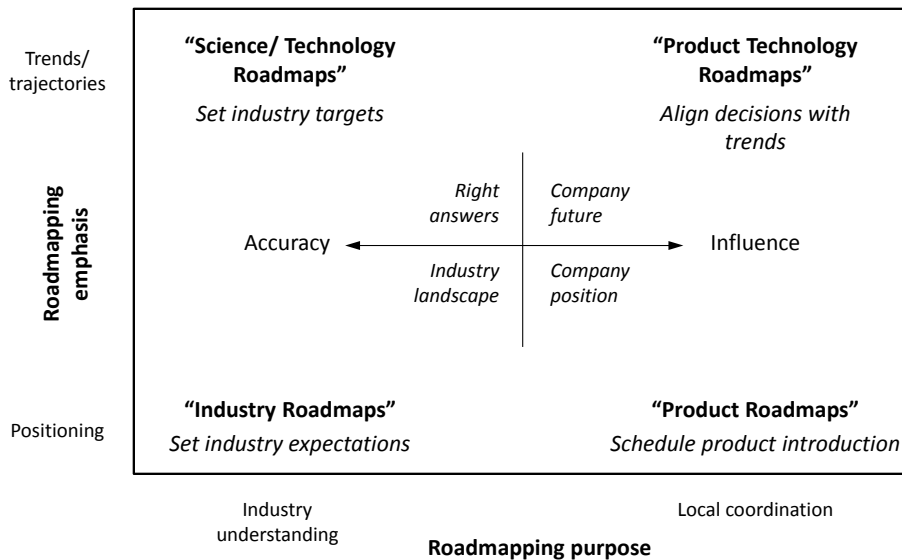 “Science/ Technology
Roadmaps”
Set industry targets
“Product Technology
Roadmaps”
Align decisions with
trends
Trends/
trajectories
Right
answers
Company
future
Roadmapping
emphasis
Accuracy
Influence
Industry
landscape
Company
position
Positioning
“Industry Roadmaps”
Set industry expectations
“Product Roadmaps”
Schedule product introduction
Industry
understanding
Local coordination
Roadmapping purpose